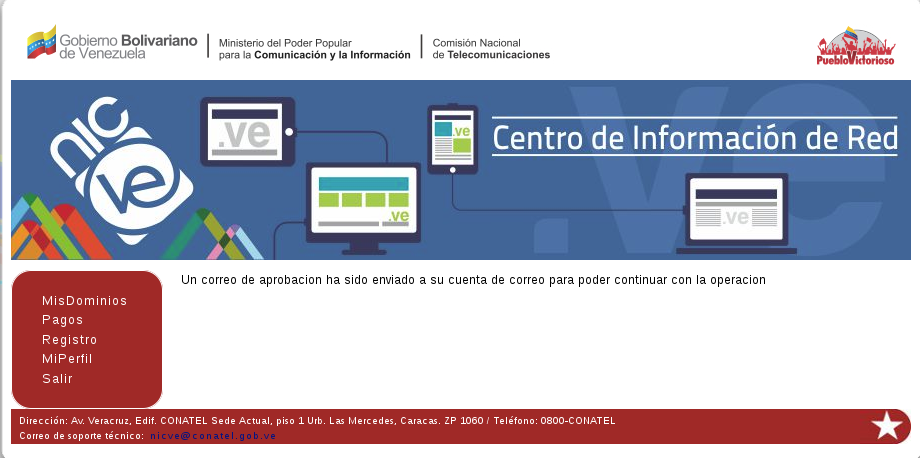 Gobierno Bolivariano
de Venezuela
Ministerio del Poder Popular
para la Comunicación y la Información
Comisión Nacional
de Telecomunicaciones
PuebloVictorioso
nic
ve
.ve
.ve
.ve
.ve
Centro de Información de Red
.ve
MisDominios
Pagos
Registro
MiPerfil
Salir
Un correo de aprobacion ha sido enviado a su cuenta de correo para poder continuar con la operacion
Dirección: Av. Veracruz, Edif. CONATEL Sede Actual, piso 1 Urb. Las Mercedes, Caracas. ZP 1060 / Teléfono: 0800-CONATEL
Correo de soporte técnico: nicve@conatel.gob.ve